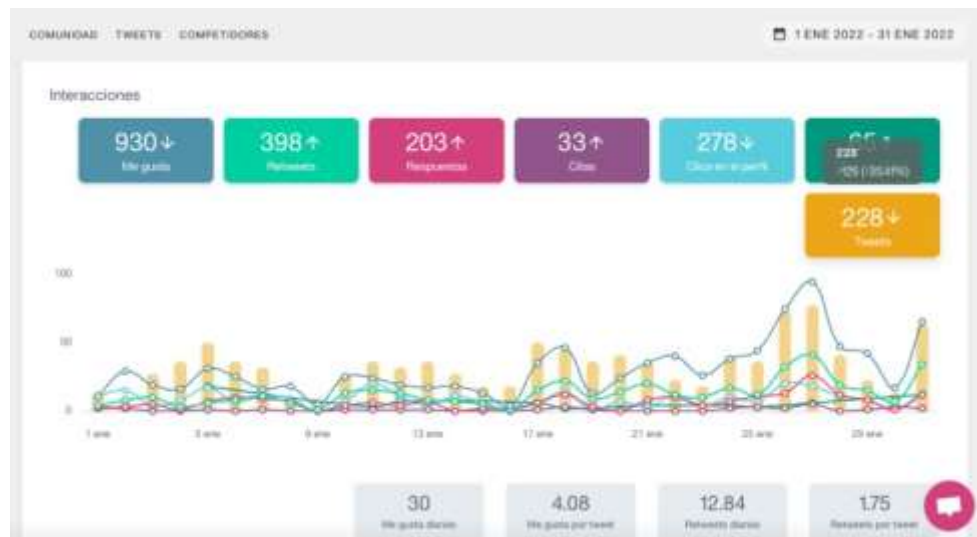 COMUNIDAD TWEETS COMPETIDORES
1 ENE 2022 - 31 ENE 2022
Interacciones
930↓ 398↑ 203↑ 33↑ 278↓
Me gusta Retweets Respuestas Citas Clics en el perfil
228
228↓
Tweets
100
50
0
1 ene 5 ene 9 ene 13 ene 17 ene 21 ene 25 ene 29 ene
30 4.08 12.84 1.75
Me gusta diarios Me gusta por tweet Retweets diarios Retweets por tweet